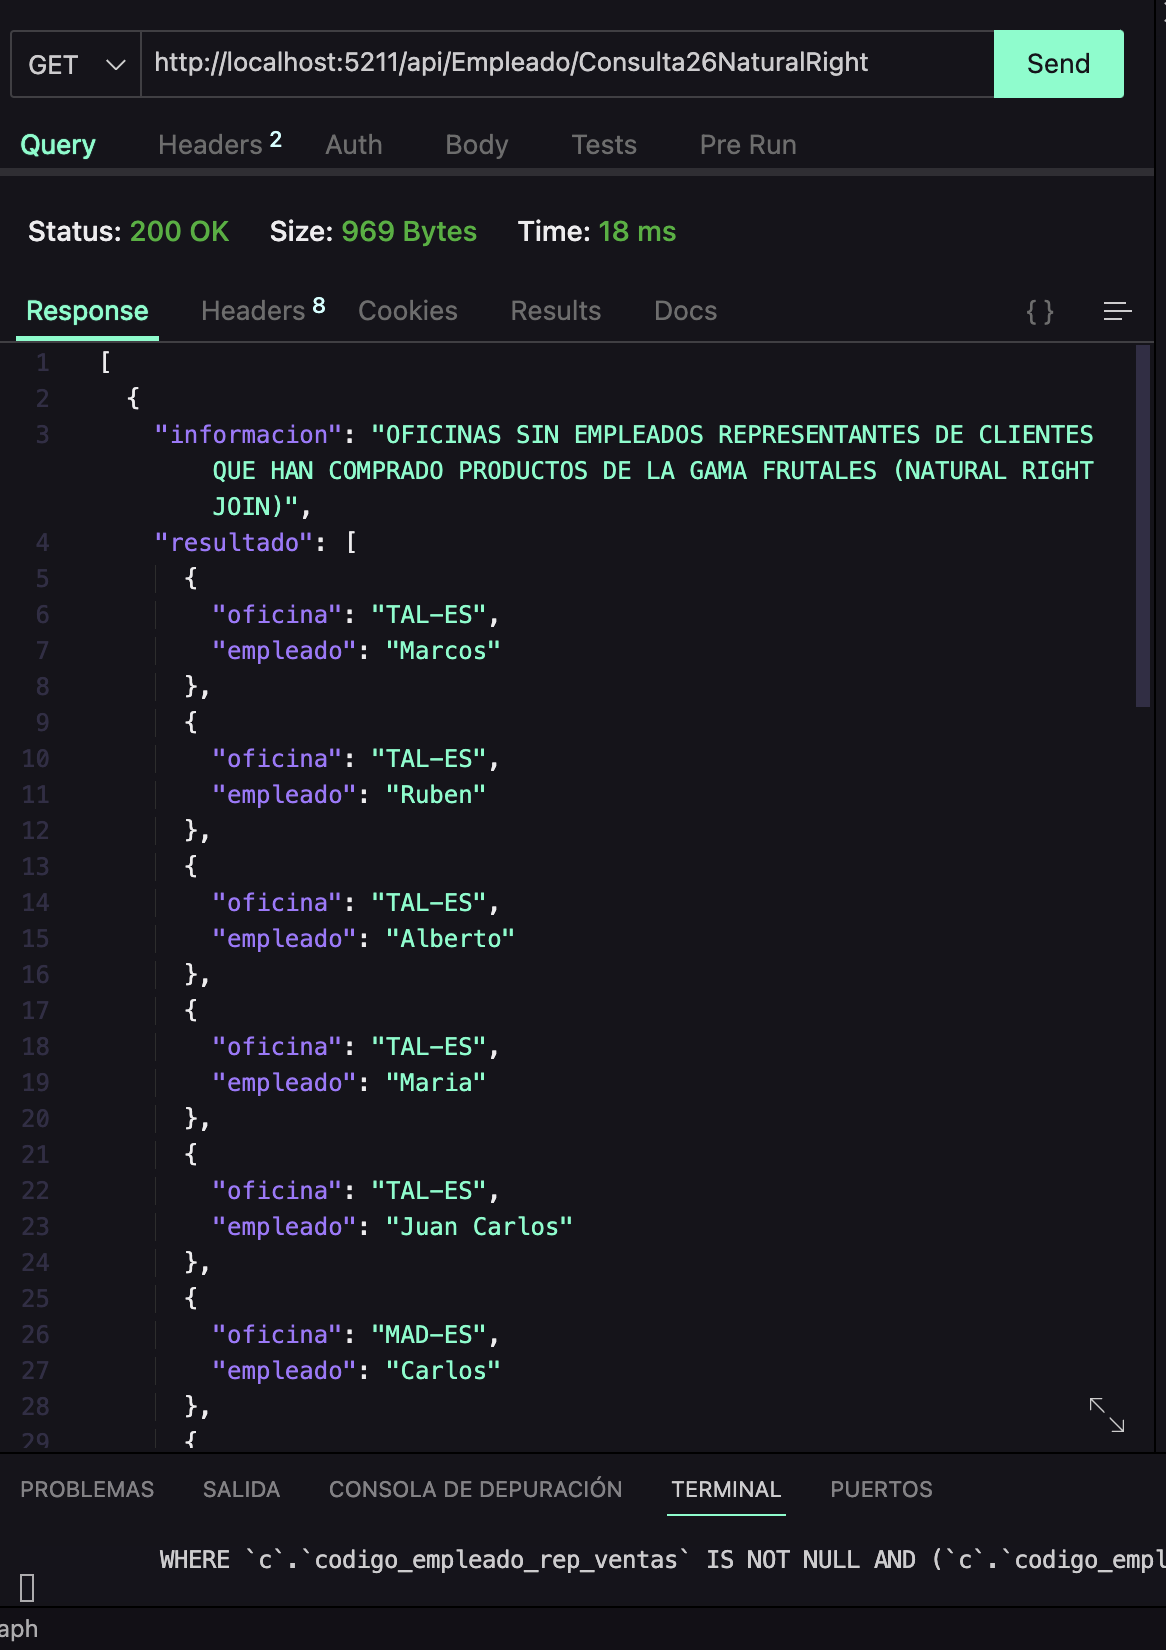 GET http://localhost:5211/api/Empleado/Consulta26NaturalRight Send
Query Headers 2 Auth Body Tests Pre Run
Status: 200 OK Size: 969 Bytes Time: 18 ms
Response Headers 8 Cookies Results Docs { }
1 [
2 {
3 "informacion": "OFICINAS SIN EMPLEADOS REPRESENTANTES DE CLIENTES
QUE HAN COMPRADO PRODUCTOS DE LA GAMA FRUTALES (NATURAL RIGHT
JOIN)",
4 "resultado": [
5 {
6 "oficina": "TAL-ES",
7 "empleado": "Marcos"
8 },
9 {
10 "oficina": "TAL-ES",
11 "empleado": "Ruben"
12 },
13 {
14 "oficina": "TAL-ES",
15 "empleado": "Alberto"
16 },
17 {
18 "oficina": "TAL-ES",
19 "empleado": "Maria"
20 },
21 {
22 "oficina": "TAL-ES",
23 "empleado": "Juan Carlos"
24 },
25 {
26 "oficina": "MAD-ES",
27 "empleado": "Carlos"
28 },
29 {
PROBLEMAS SALIDA CONSOLA DE DEPURACIÓN TERMINAL PUERTOS
WHERE `c`.`codigo_empleado_rep_ventas` IS NOT NULL AND (`c`.`codigo_empl
aph